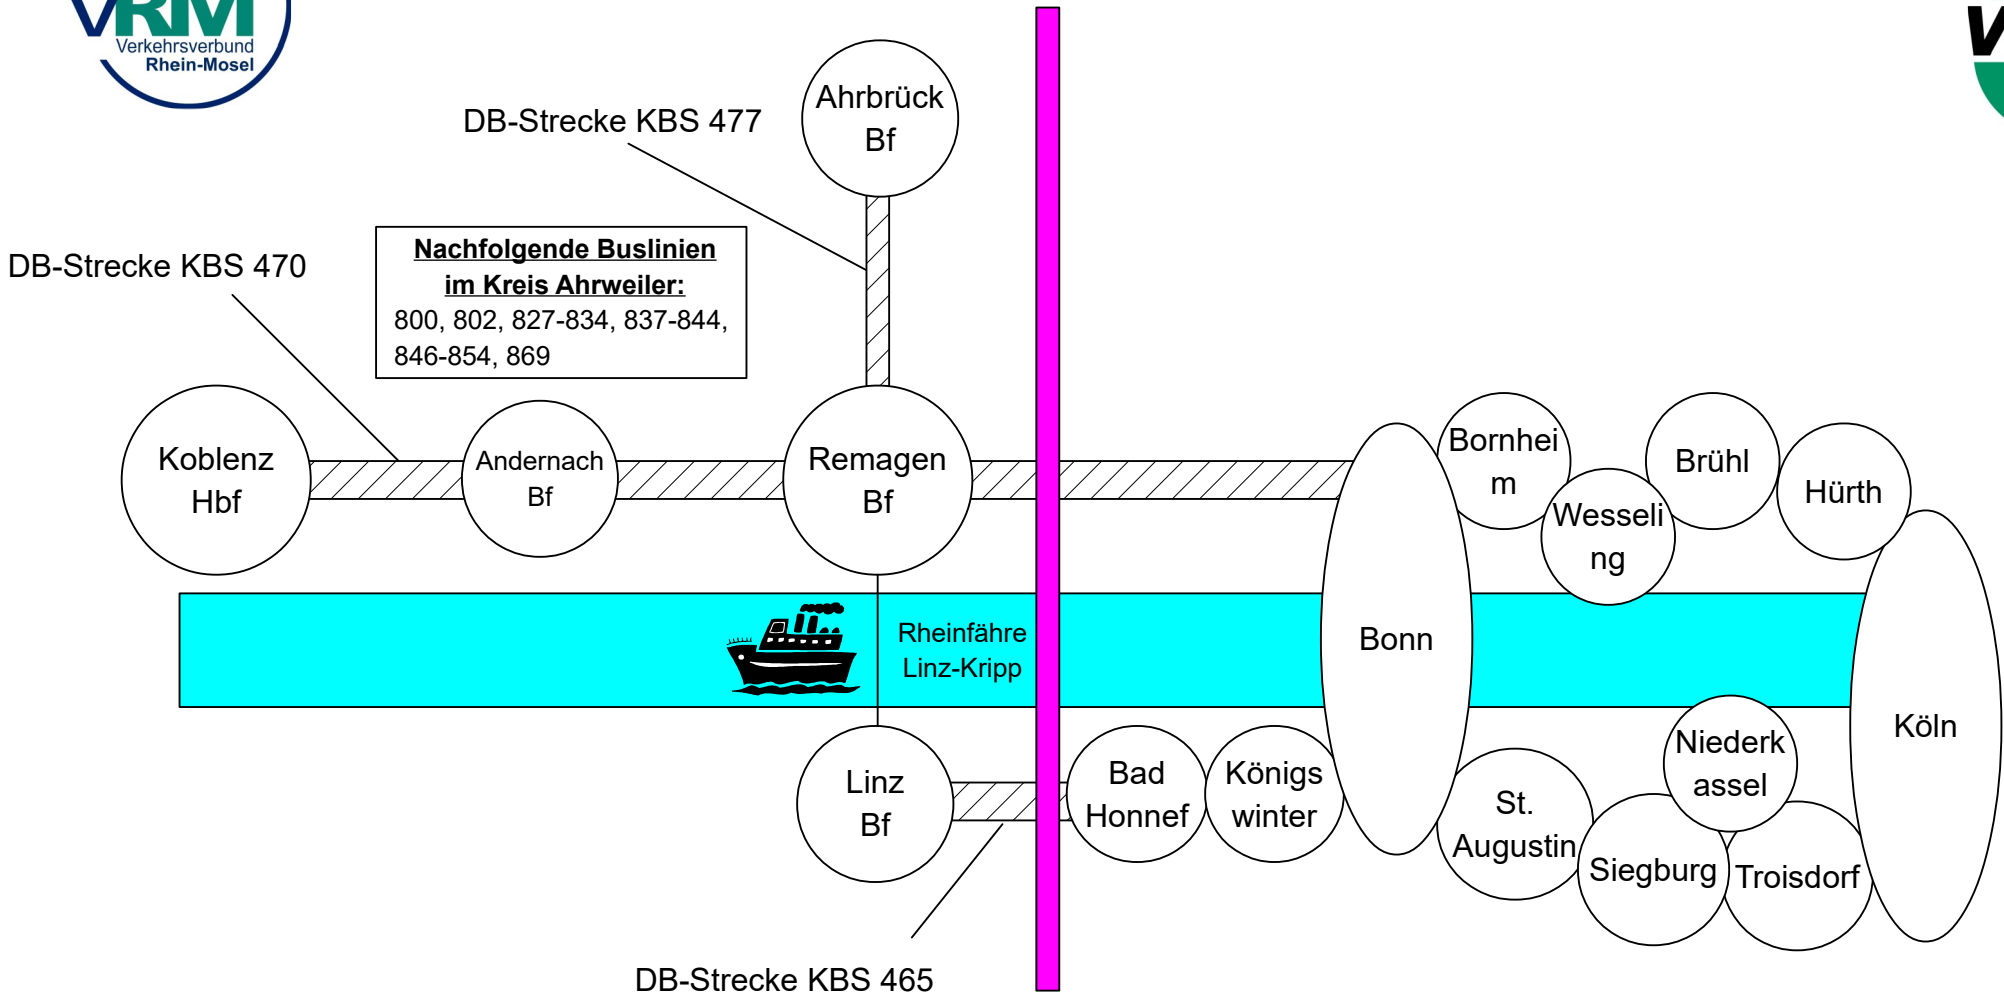 VRM
Verkehrsverbund
Rhein-Mosel
DB-Strecke KBS 477
Ahrbrück
Bf
DB-Strecke KBS 470
Nachfolgende Buslinien
im Kreis Ahrweiler:
800, 802, 827-834, 837-844,
846-854, 869
Koblenz
Hbf
Andernach
Bf
Remagen
Bf
Bornhei
m
Wesseli
ng
Brühl
Hürth
Rheinfähre
Linz-Kripp
Bonn
Köln
Linz
Bf
Bad
Honnef
Königs
winter
St.
Augustin
Siegburg
Niederk
assel
Troisdorf
DB-Strecke KBS 465